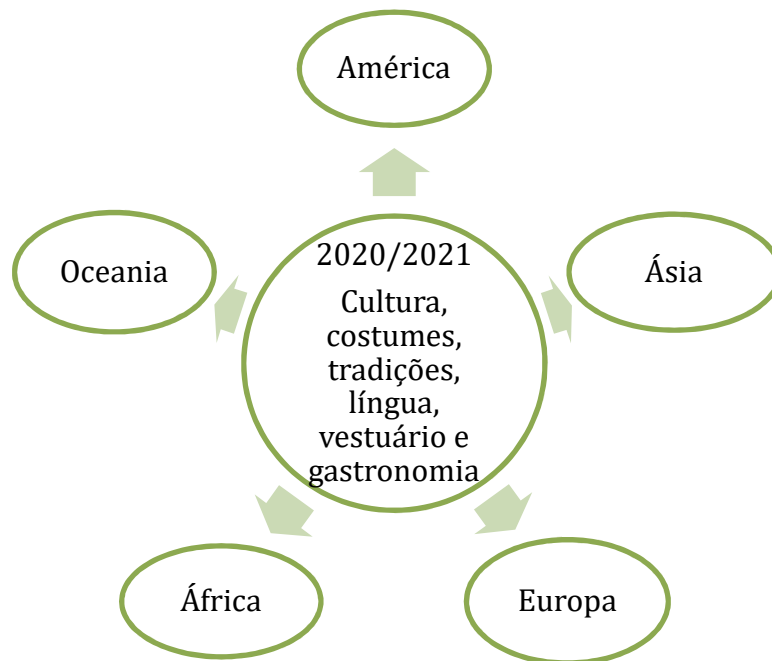 América
Oceania
2020/2021
Cultura,
costumes,
tradições,
língua,
vestuário e
gastronomia
Ásia
África
Europa